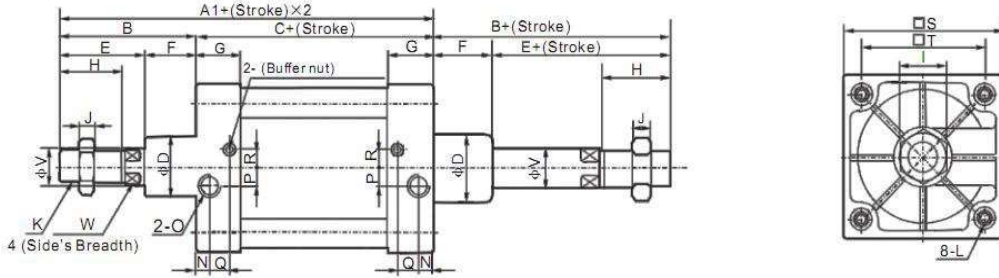 A1+(Stroke)×2
B C+(Stroke) B+(Stroke)
E F G G F E+(Stroke)
H 2-(Buffer nut) H
J J
φV φD P R P R φD φV
K W 2-O
4 (Side's Breadth)
N Q Q N
□S
□T
I
8-L